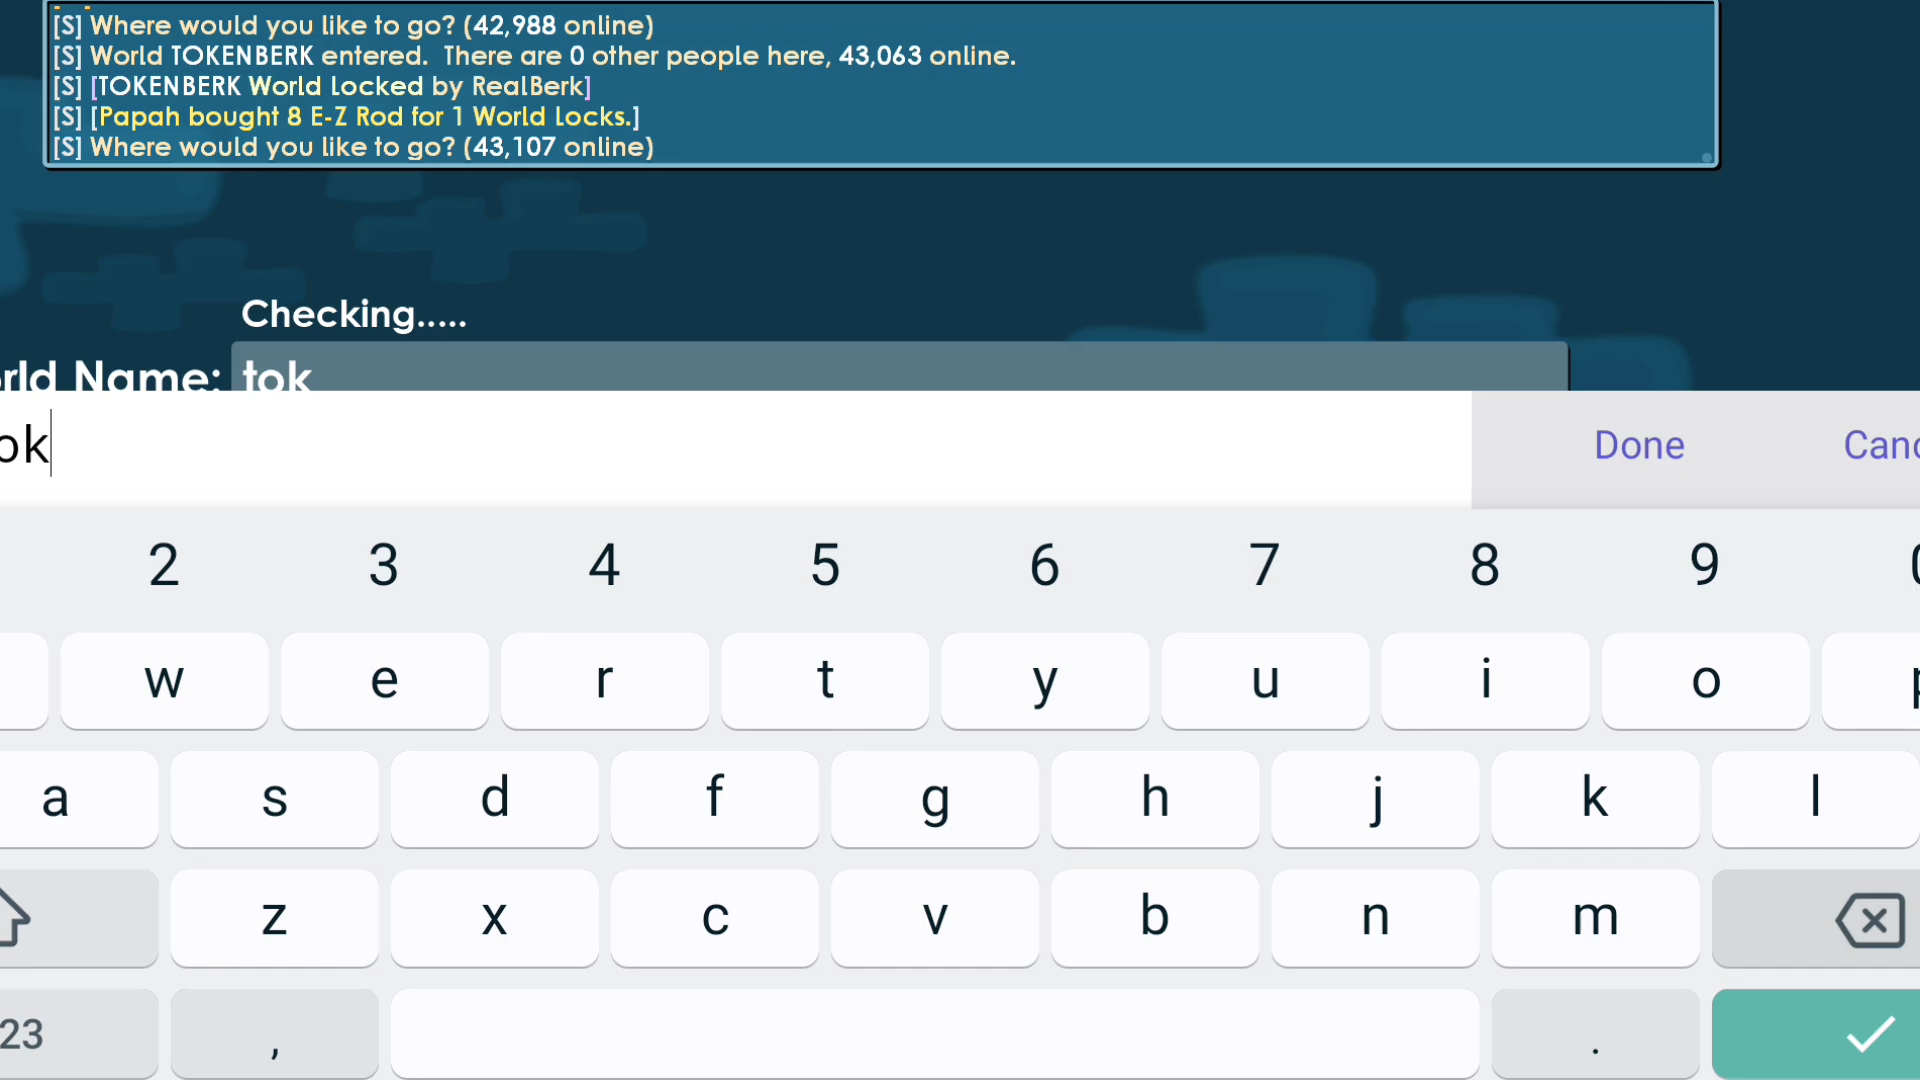 [S] Where would you like to go? (42,988 online)
[S] World TOKENBERK entered.  There are 0 other people here, 43,063 online.
[S] [TOKENBERK World Locked by RealBerk]
[S] [Papah bought 8 E-Z Rod for 1 World Locks.]
[S] Where would you like to go? (43,107 online)
Checking.....
rld Name: tok
ok
Done Canc
2 3 4 5 6 7 8 9 0
w e r t y u i o p
a s d f g h j k l
z x c v b n m
23 , .